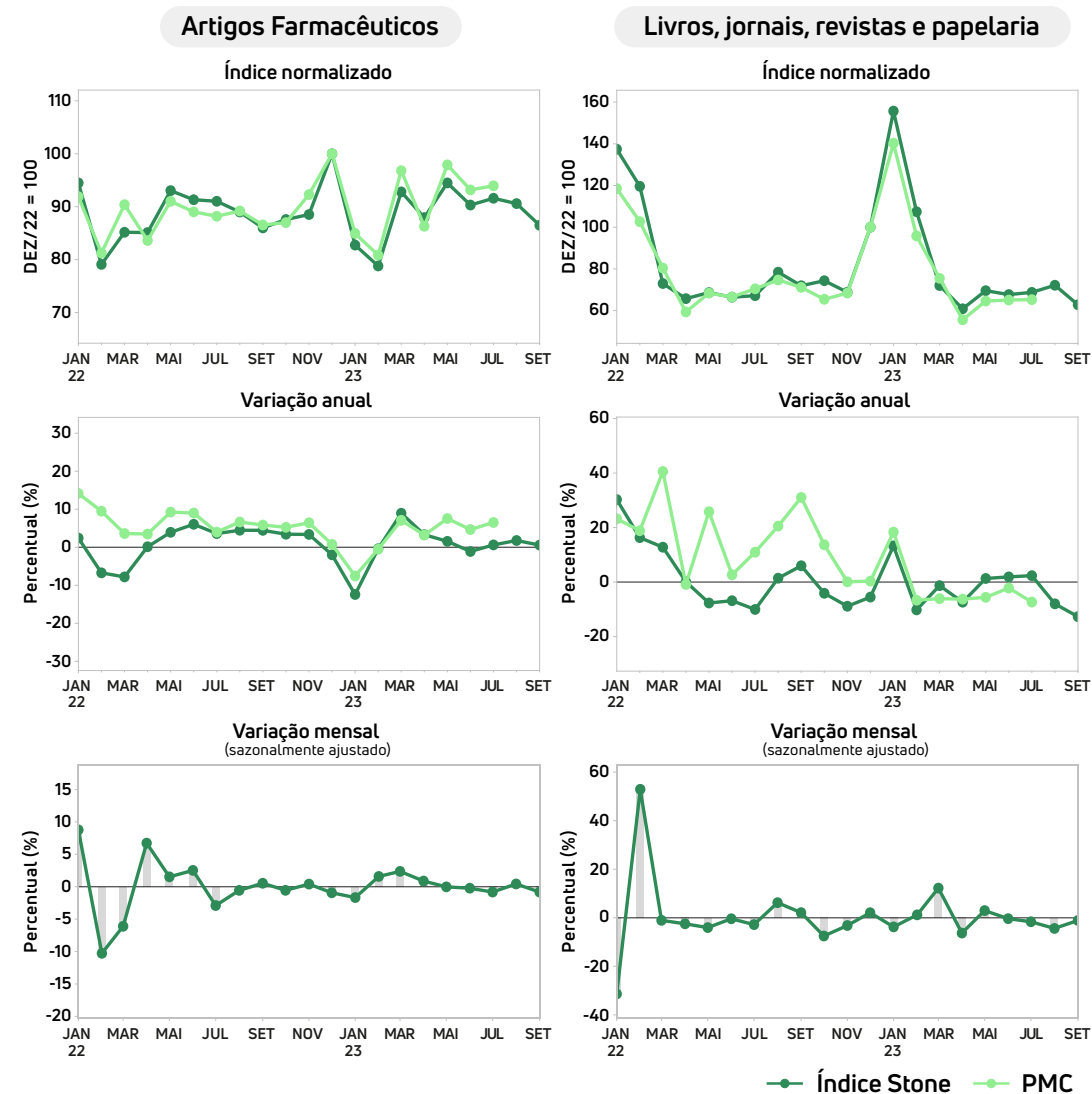 Artigos Farmacêuticos
Índice normalizado
DEZ/22 = 100
110
100
90
80
70
JAN MAR MAI JUL SET NOV JAN MAR MAI JUL SET
22 23
Variação anual
Percentual (%)
30
20
10
0
-10
-20
-30
JAN MAR MAI JUL SET NOV JAN MAR MAI JUL SET
22 23
Variação mensal
(sazonalmente ajustado)
Percentual (%)
15
10
5
0
-5
-10
-15
-20
JAN MAR MAI JUL SET NOV JAN MAR MAI JUL SET
22 23
Livros, jornais, revistas e papelaria
Índice normalizado
DEZ/22 = 100
160
140
120
100
80
60
JAN MAR MAI JUL SET NOV JAN MAR MAI JUL SET
22 23
Variação anual
Percentual (%)
60
40
20
0
-20
JAN MAR MAI JUL SET NOV JAN MAR MAI JUL SET
22 23
Variação mensal
(sazonalmente ajustado)
Percentual (%)
60
40
20
0
-20
-40
JAN MAR MAI JUL SET NOV JAN MAR MAI JUL SET
22 23
Índice Stone PMC